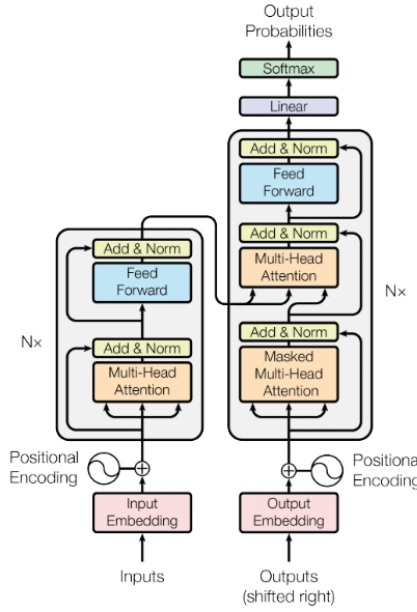 Output
Probabilities
Softmax
Linear
Add & Norm
Feed
Forward
Add & Norm
Multi-Head
Attention
Add & Norm
Masked
Multi-Head
Attention
N×
Add & Norm
Feed
Forward
Add & Norm
Multi-Head
Attention
N×
Positional
Encoding
Positional
Encoding
Input
Embedding
Output
Embedding
Inputs
Outputs
(shifted right)